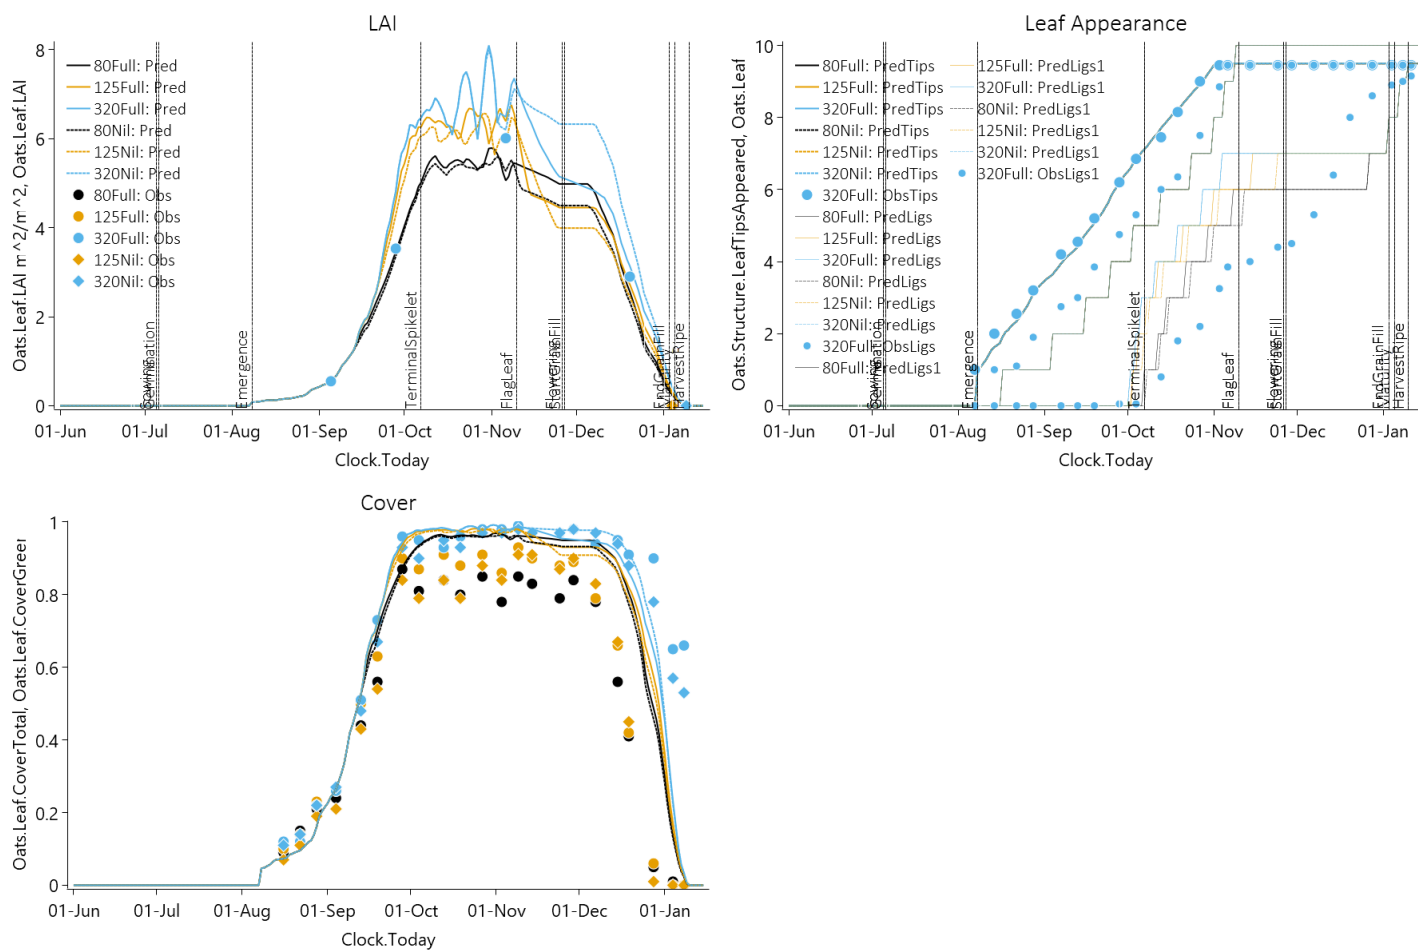 LAI
Oats.Leaf.LAI m^2/m^2, Oats.Leaf.LAI
8
6
4
2
0
80Full: Pred
125Full: Pred
320Full: Pred
80Nil: Pred
125Nil: Pred
320Nil: Pred
80Full: Obs
125Full: Obs
320Full: Obs
125Nil: Obs
320Nil: Obs
Emergence
TerminalSpikelet
FlagLeaf
HarvestRipe
01-Jun
01-Jul
01-Aug
01-Sep
01-Oct
01-Nov
01-Dec
01-Jan
Clock.Today
Leaf Appearance
Oats.Structure.LeafTipsAppeared, Oats.Leaf
10
8
6
4
2
0
80Full: PredTips
125Full: PredTips
320Full: PredTips
80Nil: PredTips
125Nil: PredTips
320Nil: PredTips
320Full: ObsTips
80Full: PredLigs
125Full: PredLigs
320Full: PredLigs
80Nil: PredLigs
125Nil: PredLigs
320Nil: PredLigs
320Full: ObsLigs
80Full: PredLigs1
125Full: PredLigs1
320Full: PredLigs1
80Nil: PredLigs1
125Nil: PredLigs1
320Nil: PredLigs1
320Full: ObsLigs1
Emergence
TerminalSpikelet
FlagLeaf
HarvestRipe
01-Jun
01-Jul
01-Aug
01-Sep
01-Oct
01-Nov
01-Dec
01-Jan
Clock.Today
Cover
Oats.Leaf.CoverTotal, Oats.Leaf.CoverGreen
1
0.8
0.6
0.4
0.2
0
01-Jun
01-Jul
01-Aug
01-Sep
01-Oct
01-Nov
01-Dec
01-Jan
Clock.Today